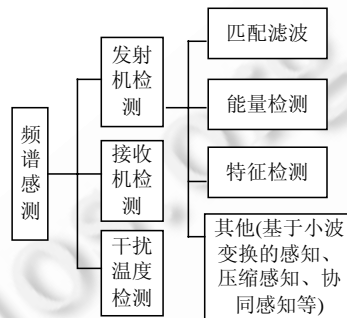 频
谱
感
测
发射
机检
测
接收
机检
测
干扰
温度
检测
匹配滤波
能量检测
特征检测
其他(基于小波
变换的感知、
压缩感知、协
同感知等)